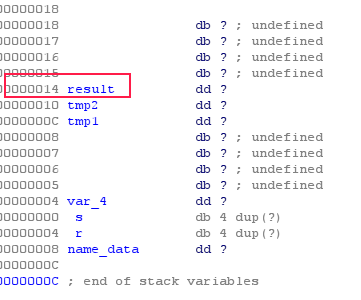 00000018
00000018 db ? ; undefined
00000017 db ? ; undefined
00000016 db ? ; undefined
00000015 db ? ; undefined
00000014 result dd ?
00000010 tmp2 dd ?
0000000C tmp1 dd ?
00000008 db ? ; undefined
00000007 db ? ; undefined
00000006 db ? ; undefined
00000005 db ? ; undefined
00000004 var_4 dd ?
00000000 s db 4 dup(?)
00000004 r db 4 dup(?)
00000008 name_data dd ?
0000000C
0000000C ; end of stack variables